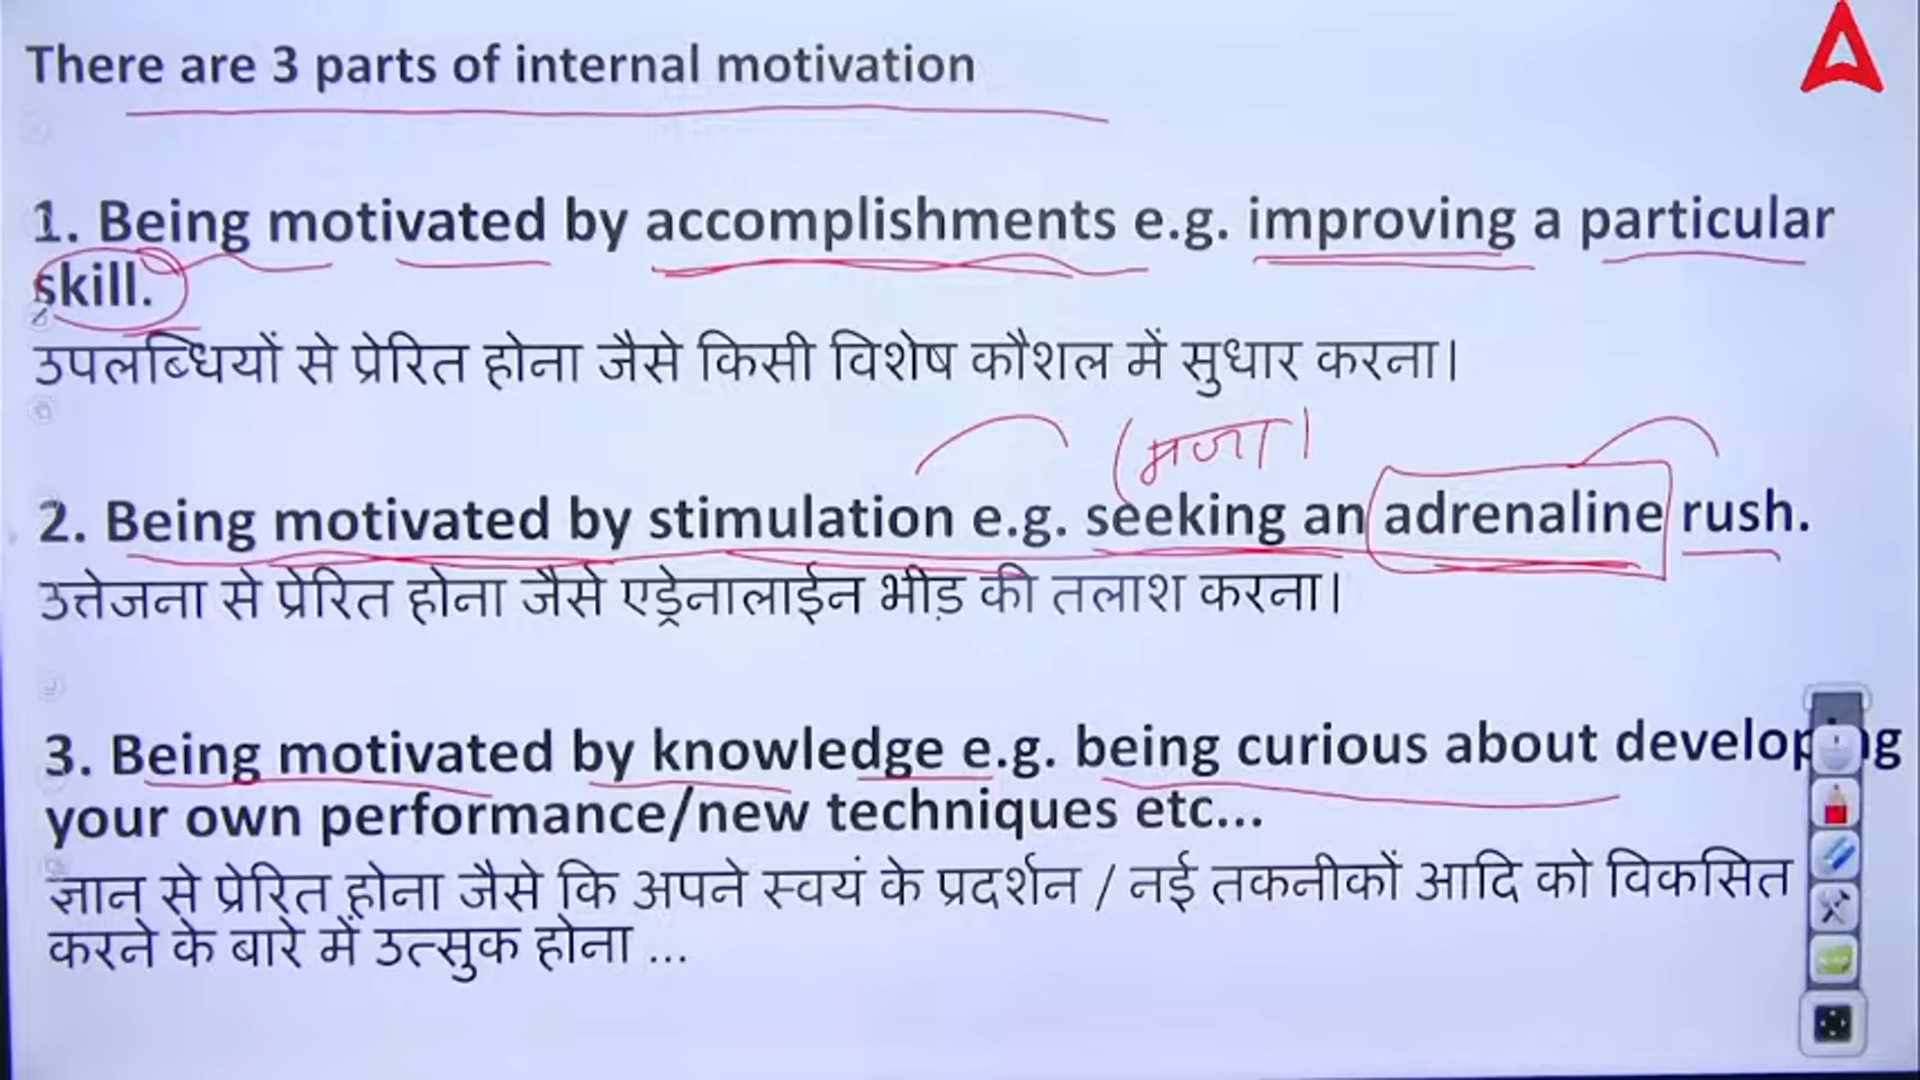 There are 3 parts of internal motivation
1. Being motivated by accomplishments e.g. improving a particular
skill.
उपलब्धियों से प्रेरित होना जैसे किसी विशेष कौशल में सुधार करना।
(मजा।
2. Being motivated by stimulation e.g. seeking an adrenaline rush.
उत्तेजना से प्रेरित होना जैसे एड्रेनालाईन भीड़ की तलाश करना।
3. Being motivated by knowledge e.g. being curious about developing
your own performance/new techniques etc...
ज्ञान से प्रेरित होना जैसे कि अपने स्वयं के प्रदर्शन / नई तकनीकों आदि को विकसित
करने के बारे में उत्सुक होना ...